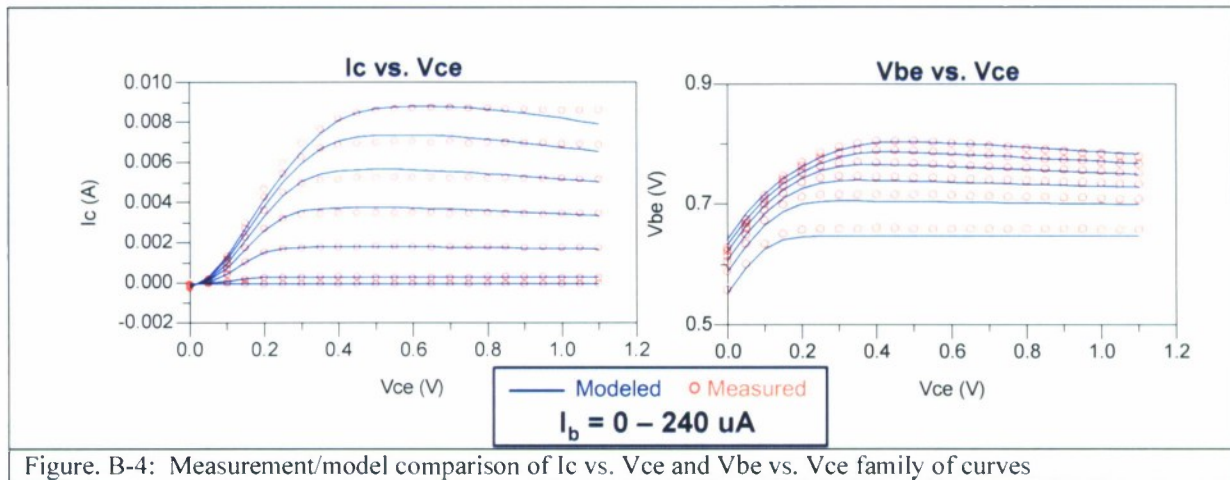 Ic vs. Vce
0.010
0.008
0.006
0.004
0.002
0.000
-0.002
Ic (A)
0.0 0.2 0.4 0.6 0.8 1.0 1.2
Vce (V)
Vbe vs. Vce
0.9
0.7
0.5
Vbe (V)
0.0 0.2 0.4 0.6 0.8 1.0 1.2
Vce (V)
Modeled Measured
I_b = 0 – 240 uA
Figure. B-4: Measurement/model comparison of Ic vs. Vce and Vbe vs. Vce family of curves